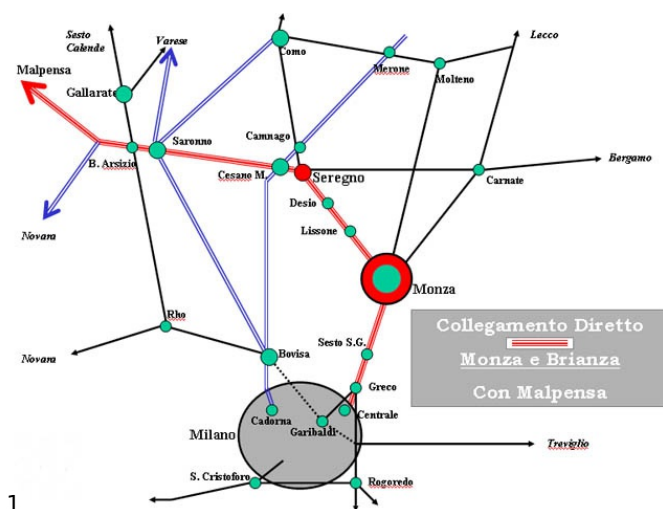 Sesto
Calende
Varese
Como
Lecco
Malpensa
Merone
Molteno
Gallarate
Camnago
Saronno
B. Arsizio
Cesano M.
Seregno
Bergamo
Carnate
Desio
Novara
Lissone
Monza
Rho
Collegamento Diretto
Monza e Brianza
Con Malpensa
Sesto S.G.
Novara
Bovisa
Greco
Cadorna
Centrale
Milano
Garibaldi
Treviglio
S. Cristoforo
Rogoredo
1